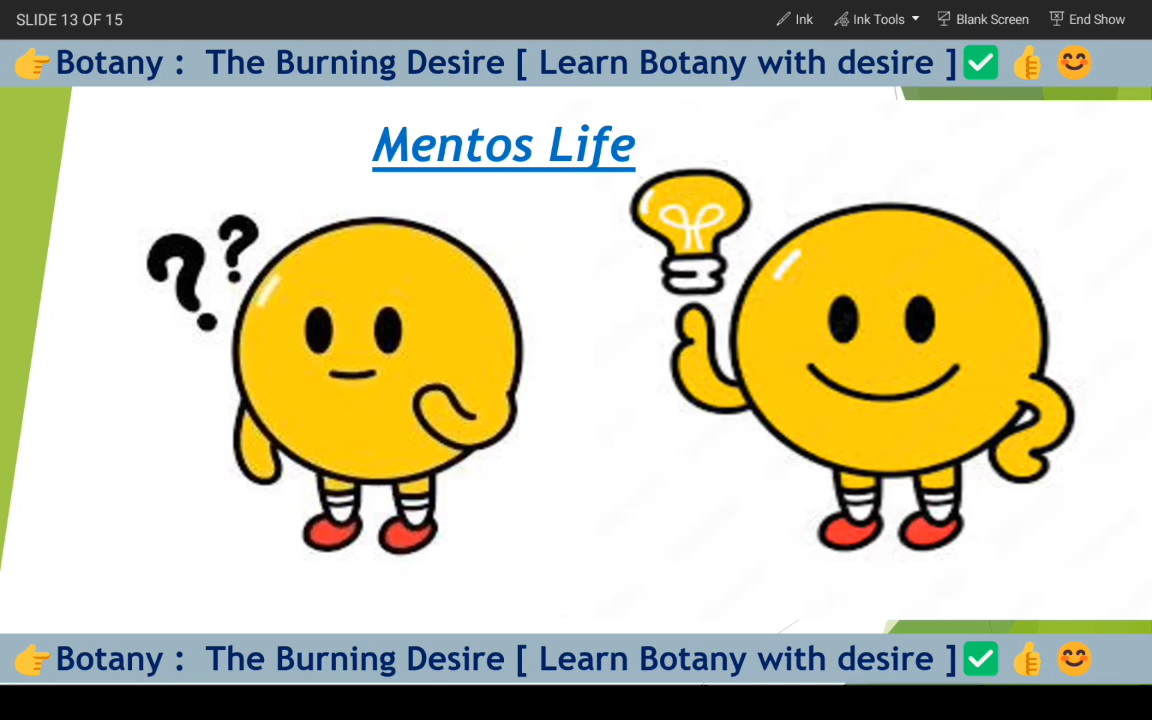 SLIDE 13 OF 15 Ink Ink Tools Blank Screen End Show
👉Botany : The Burning Desire [ Learn Botany with desire ]✅👍😊
Mentos Life
??
👉Botany : The Burning Desire [ Learn Botany with desire ]✅👍😊